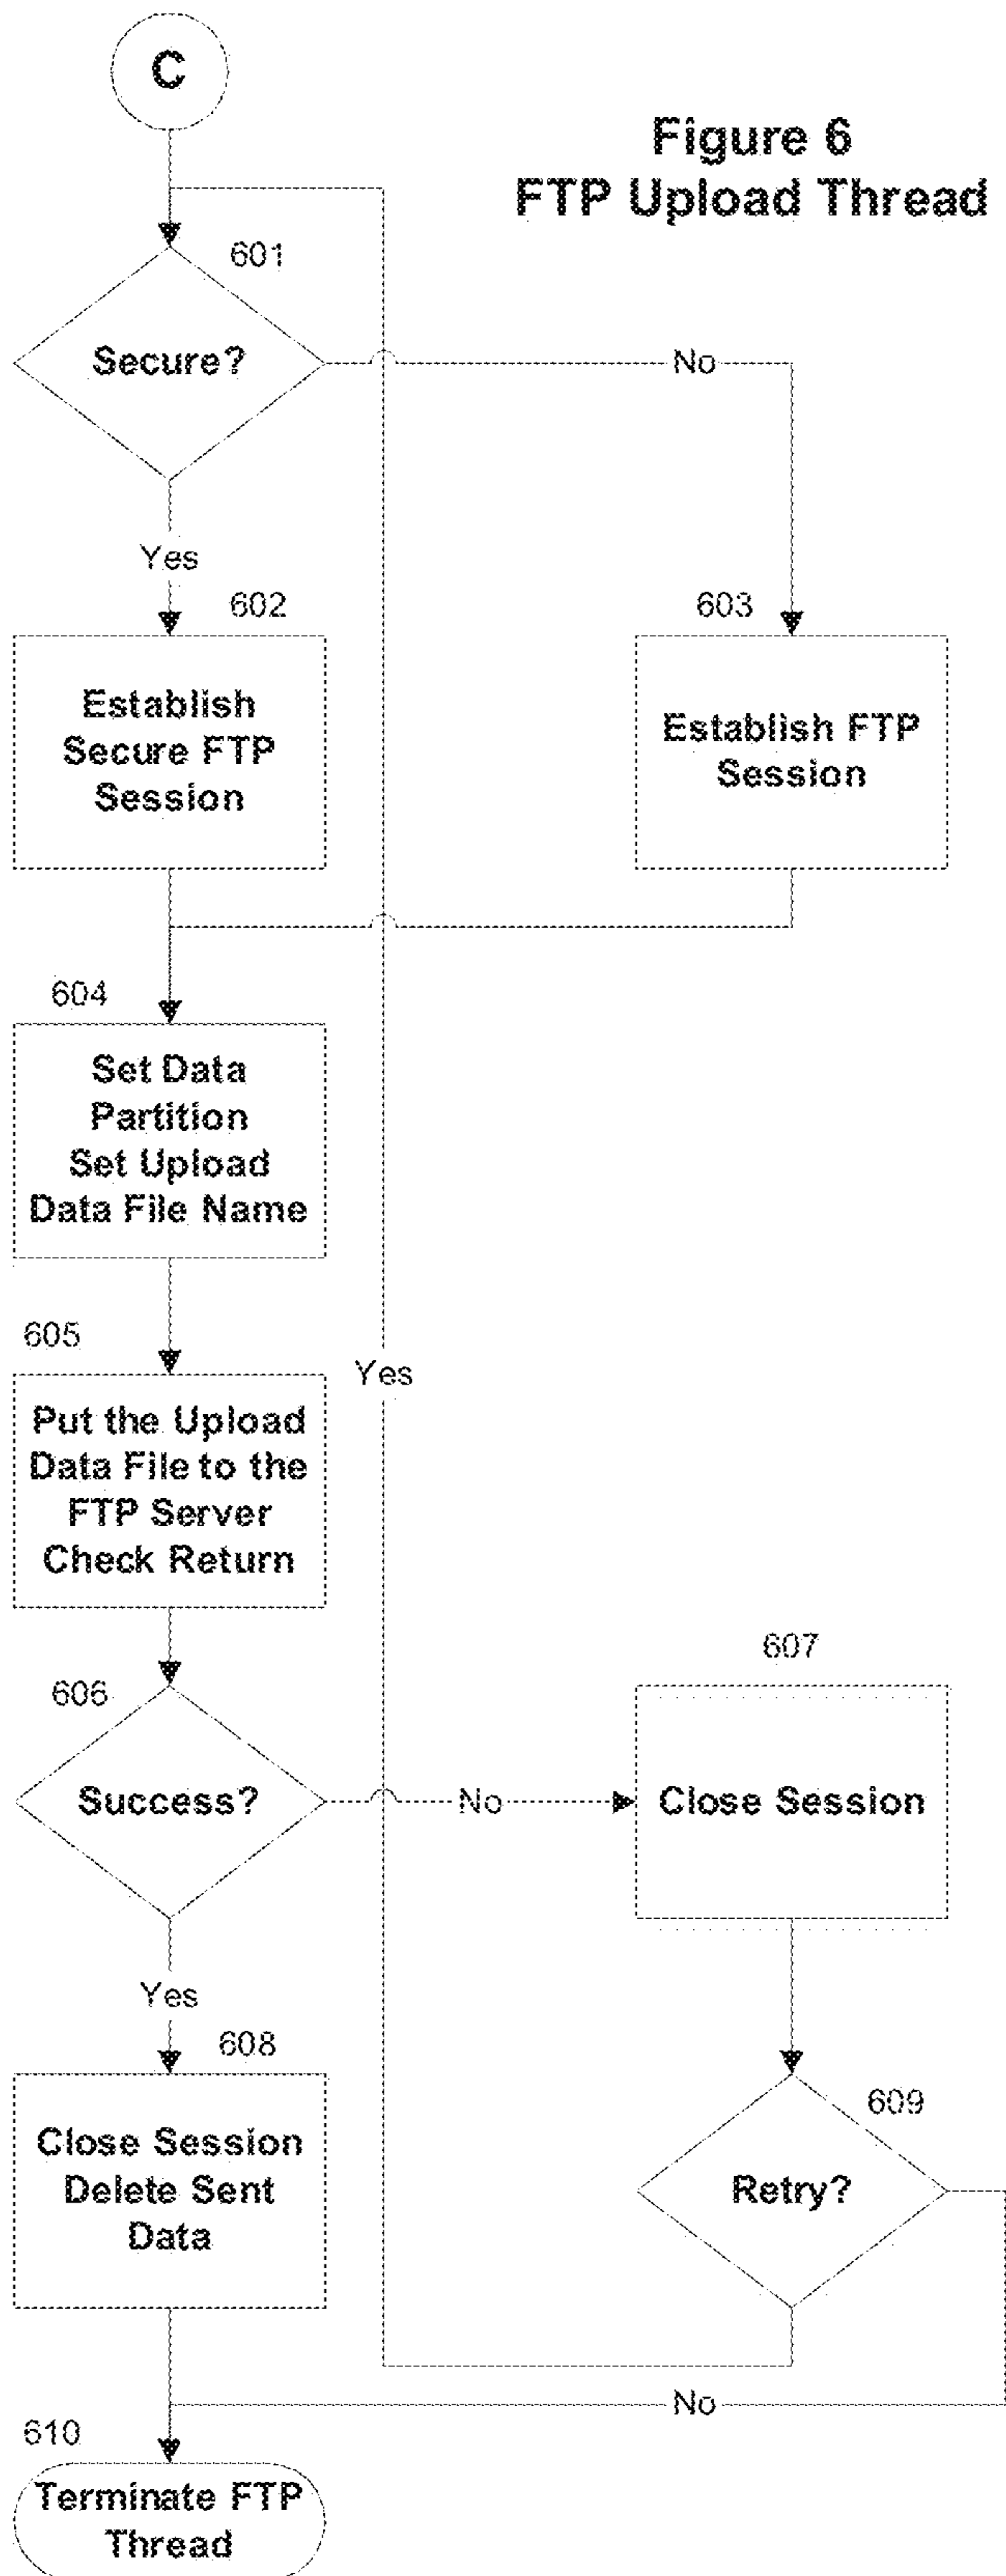 C
Figure 6
FTP Upload Thread
601
Secure?
No
Yes
602
603
Establish
Secure FTP
Session
Establish FTP
Session
604
Set Data
Partition
Set Upload
Data File Name
605
Yes
Put the Upload
Data File to the
FTP Server
Check Return
607
606
Success?
No
Close Session
Yes
608
609
Close Session
Delete Sent
Data
Retry?
No
610
Terminate FTP
Thread